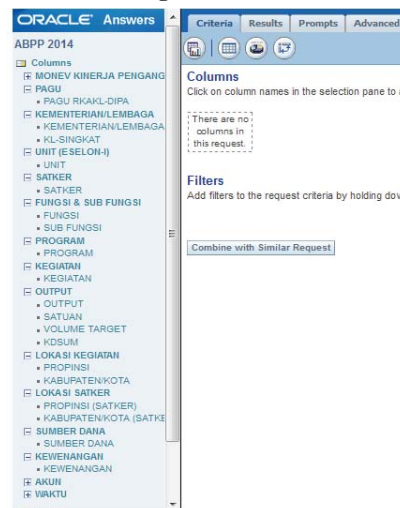 ORACLE Answers
ABPP 2014
Columns
MONEV KINERJA PENGANG
PAGU
PAGU RKAKL-DIPA
KEMENTERIAN/LEMBAGA
KEMENTERIAN/LEMBAGA
KL-SINGKAT
UNIT (ESELON-I)
UNIT
SATKER
SATKER
FUNGSI & SUB FUNGSI
FUNGSI
SUB FUNGSI
PROGRAM
PROGRAM
KEGIATAN
KEGIATAN
OUTPUT
OUTPUT
SATUAN
VOLUME TARGET
KDSUM
LOKASI KEGIATAN
PROPINSI
KABUPATEN/KOTA
LOKASI SATKER
PROPINSI (SATKER)
KABUPATEN/KOTA (SATKE
SUMBER DANA
SUMBER DANA
KEWENANGAN
KEWENANGAN
AKUN
WAKTU
Criteria Results Prompts Advanced
Columns
Click on column names in the selection pane to a
There are no
columns in
this request.
Filters
Add filters to the request criteria by holding dow
Combine with Similar Request